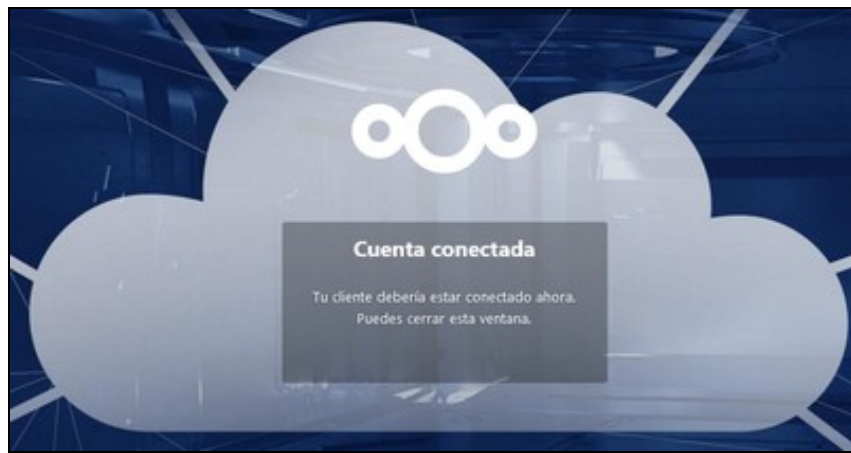 Cuenta conectada
Tu cliente debería estar conectado ahora.
Puedes cerrar esta ventana.